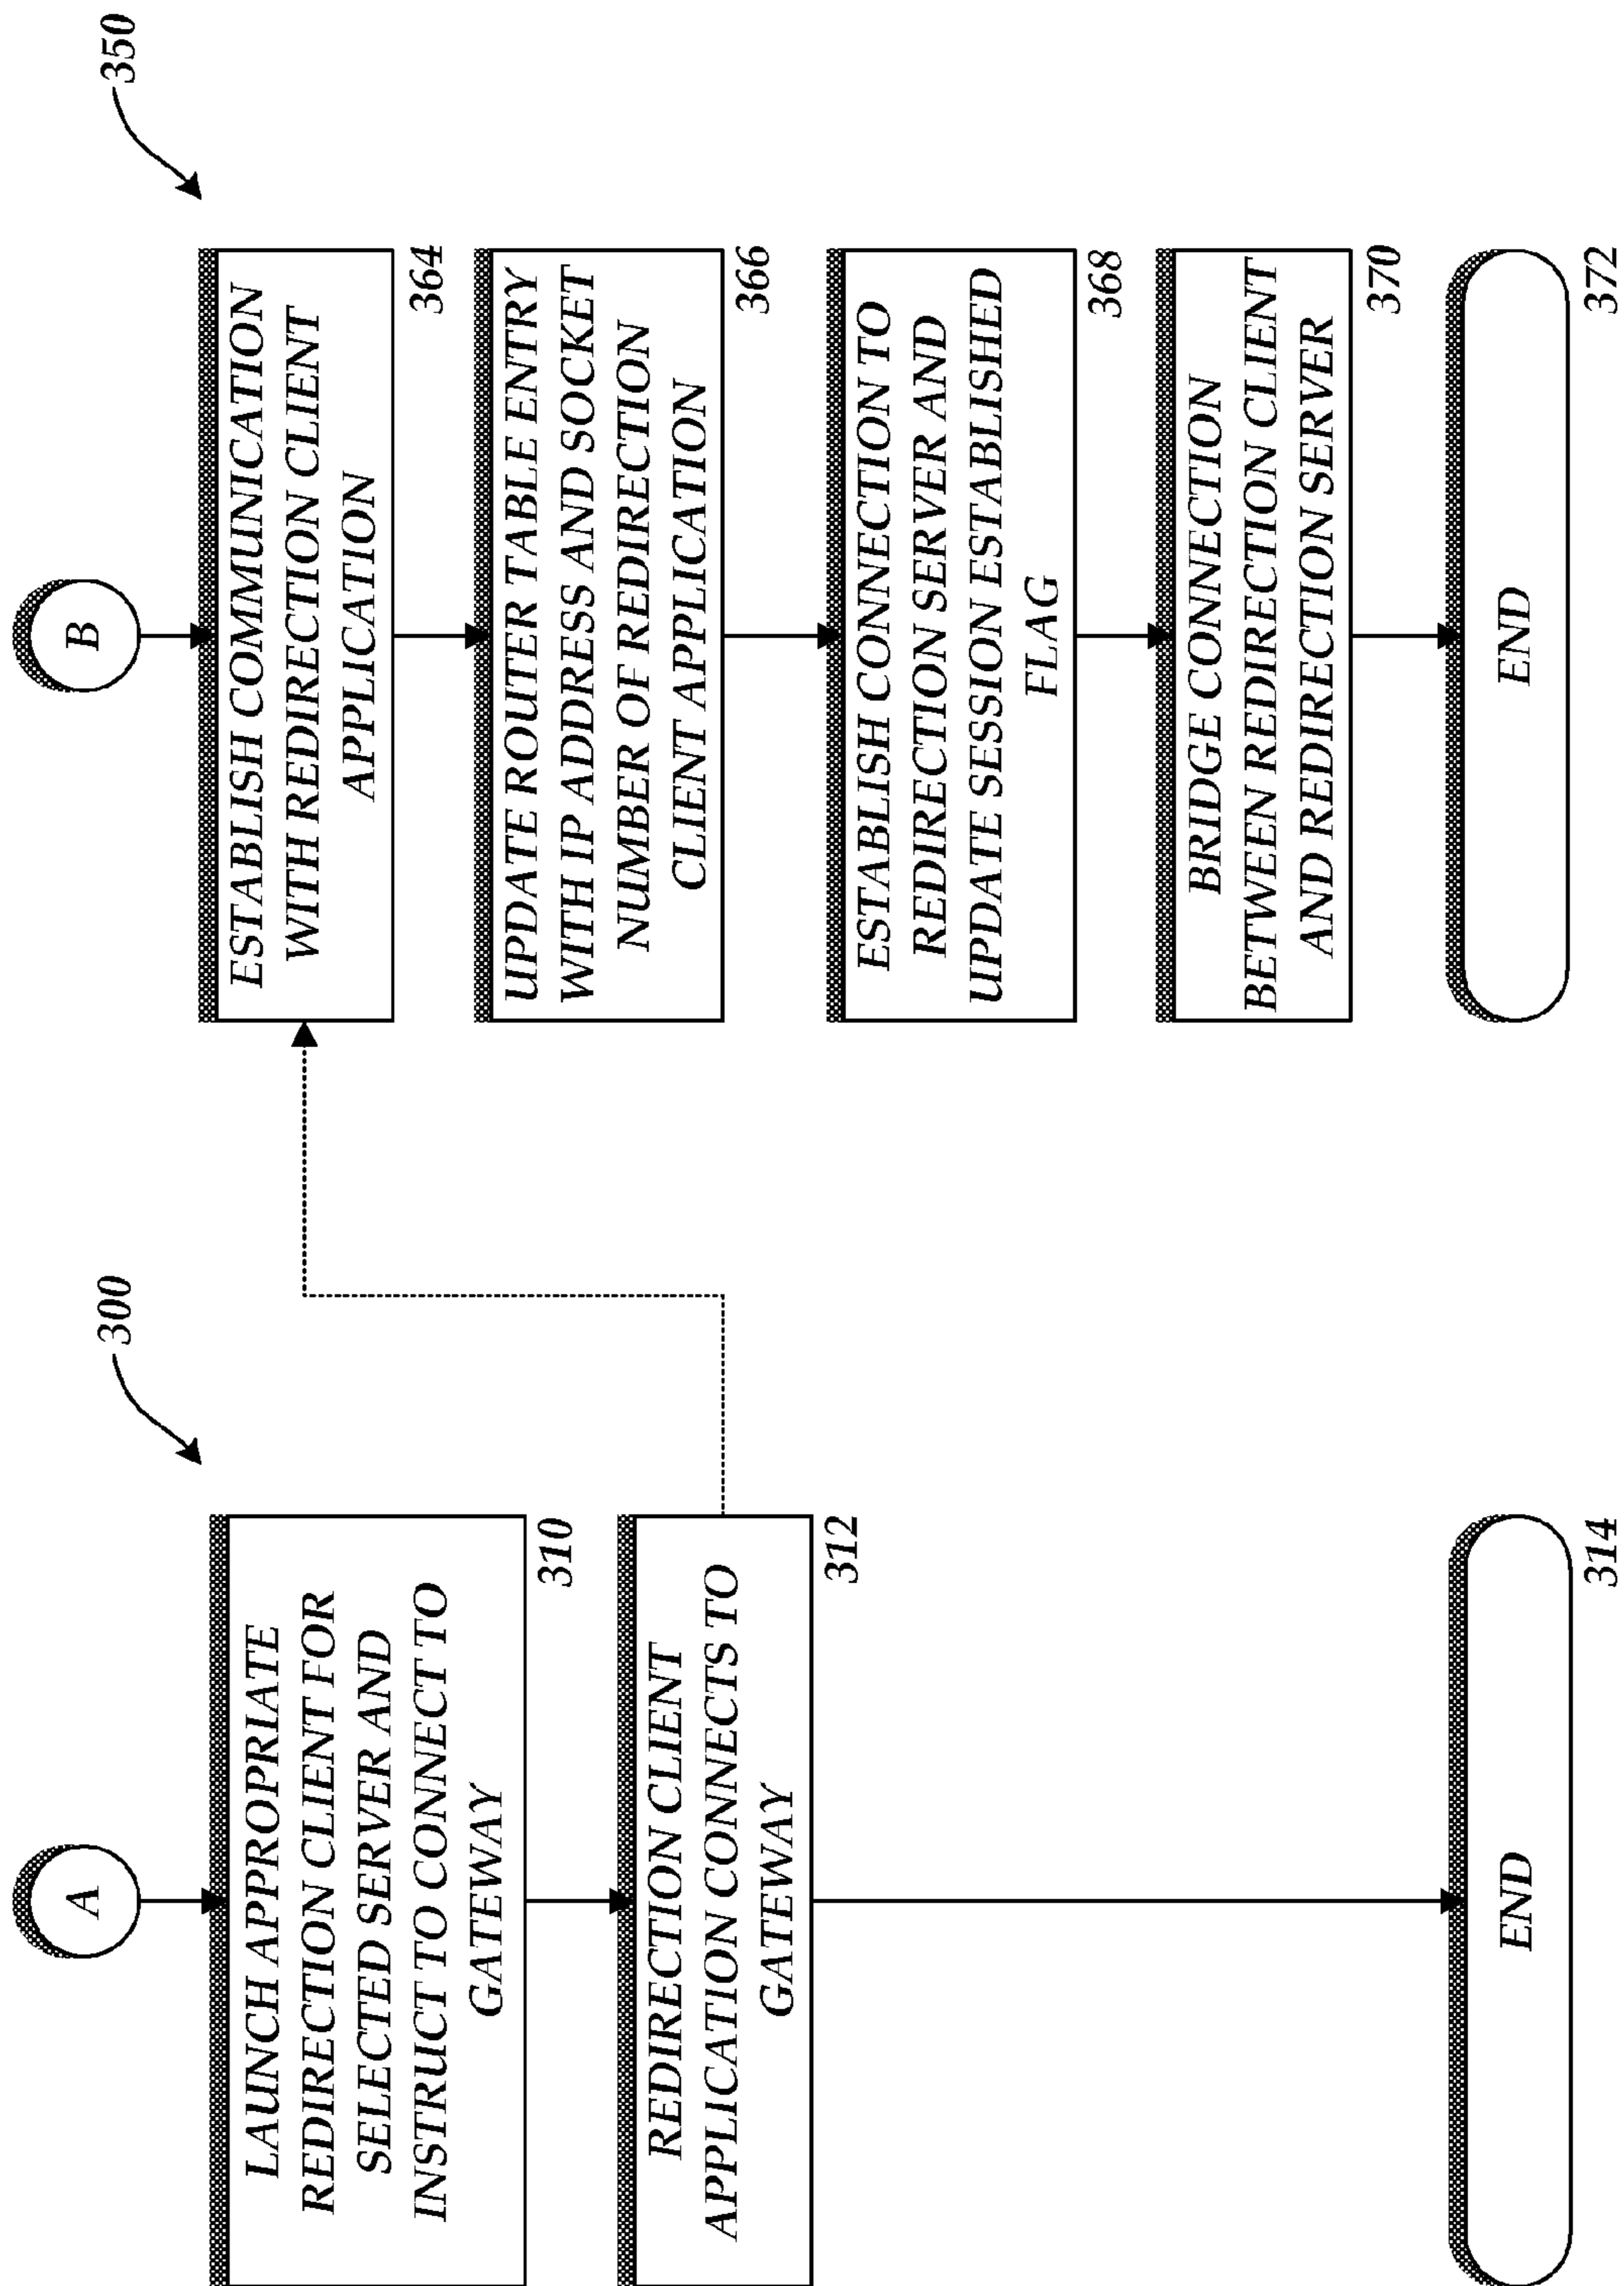 A
300
LAUNCH APPROPRIATE
REDIRECTION CLIENT FOR
SELECTED SERVER AND
INSTRUCT TO CONNECT TO
GATEWAY
310
REDIRECTION CLIENT
APPLICATION CONNECTS TO
GATEWAY
312
END
314
B
350
ESTABLISH COMMUNICATION
WITH REDIRECTION CLIENT
APPLICATION
364
UPDATE ROUTER TABLE ENTRY
WITH IP ADDRESS AND SOCKET
NUMBER OF REDIRECTION
CLIENT APPLICATION
366
ESTABLISH CONNECTION TO
REDIRECTION SERVER AND
UPDATE SESSION ESTABLISHED
FLAG
368
BRIDGE CONNECTION
BETWEEN REDIRECTION CLIENT
AND REDIRECTION SERVER
370
END
372